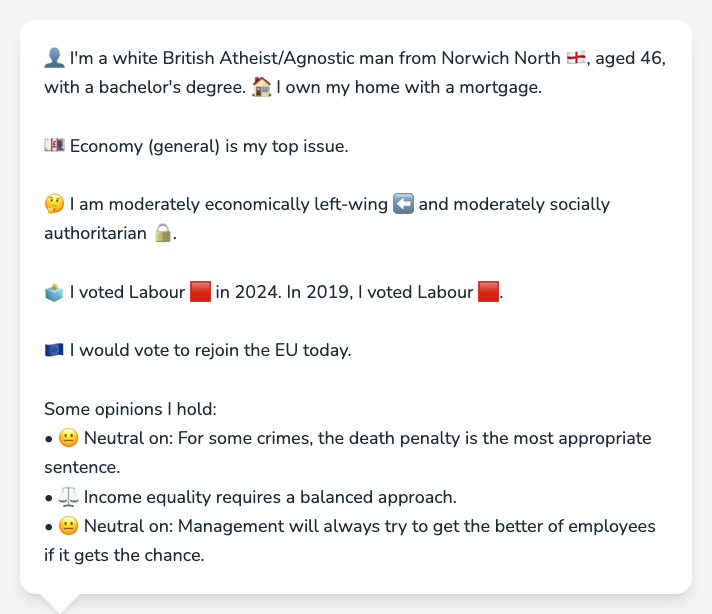 👤 I'm a white British Atheist/Agnostic man from Norwich North 🏴󠁧󠁢󠁥󠁮󠁧󠁿, aged 46,
with a bachelor's degree. 🏠 I own my home with a mortgage.
💷 Economy (general) is my top issue.
🤔 I am moderately economically left-wing ⬅️ and moderately socially
authoritarian 🔒.
🗳️ I voted Labour 🟥 in 2024. In 2019, I voted Labour 🟥.
🇪🇺 I would vote to rejoin the EU today.
Some opinions I hold:
• 😐 Neutral on: For some crimes, the death penalty is the most appropriate
sentence.
• ⚖️ Income equality requires a balanced approach.
• 😐 Neutral on: Management will always try to get the better of employees
if it gets the chance.